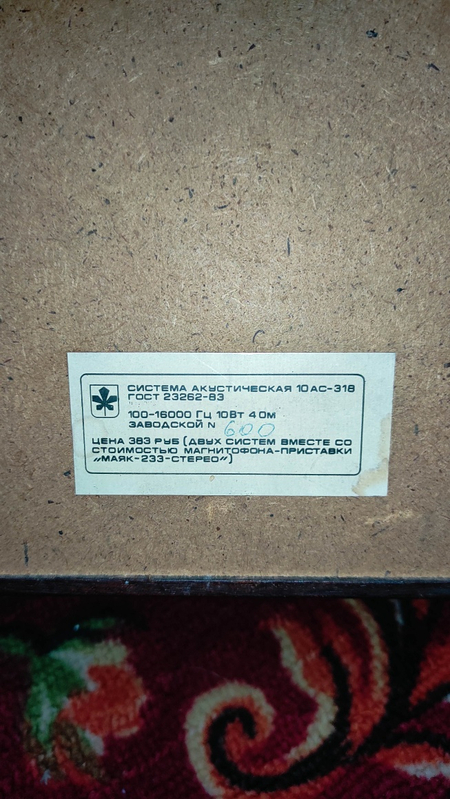 СИСТЕМА АКУСТИЧЕСКАЯ 10АС-318
ГОСТ 23262-83
100-16000 Гц 10Вт 4 ОМ
ЗАВОДСКОЙ N 600
ЦЕНА 383 РУБ (ДВУХ СИСТЕМ ВМЕСТЕ СО
СТОИМОСТЬЮ МАГНИТОФОНА-ПРИСТАВКИ
„МАЯК-233-СТЕРЕО”)